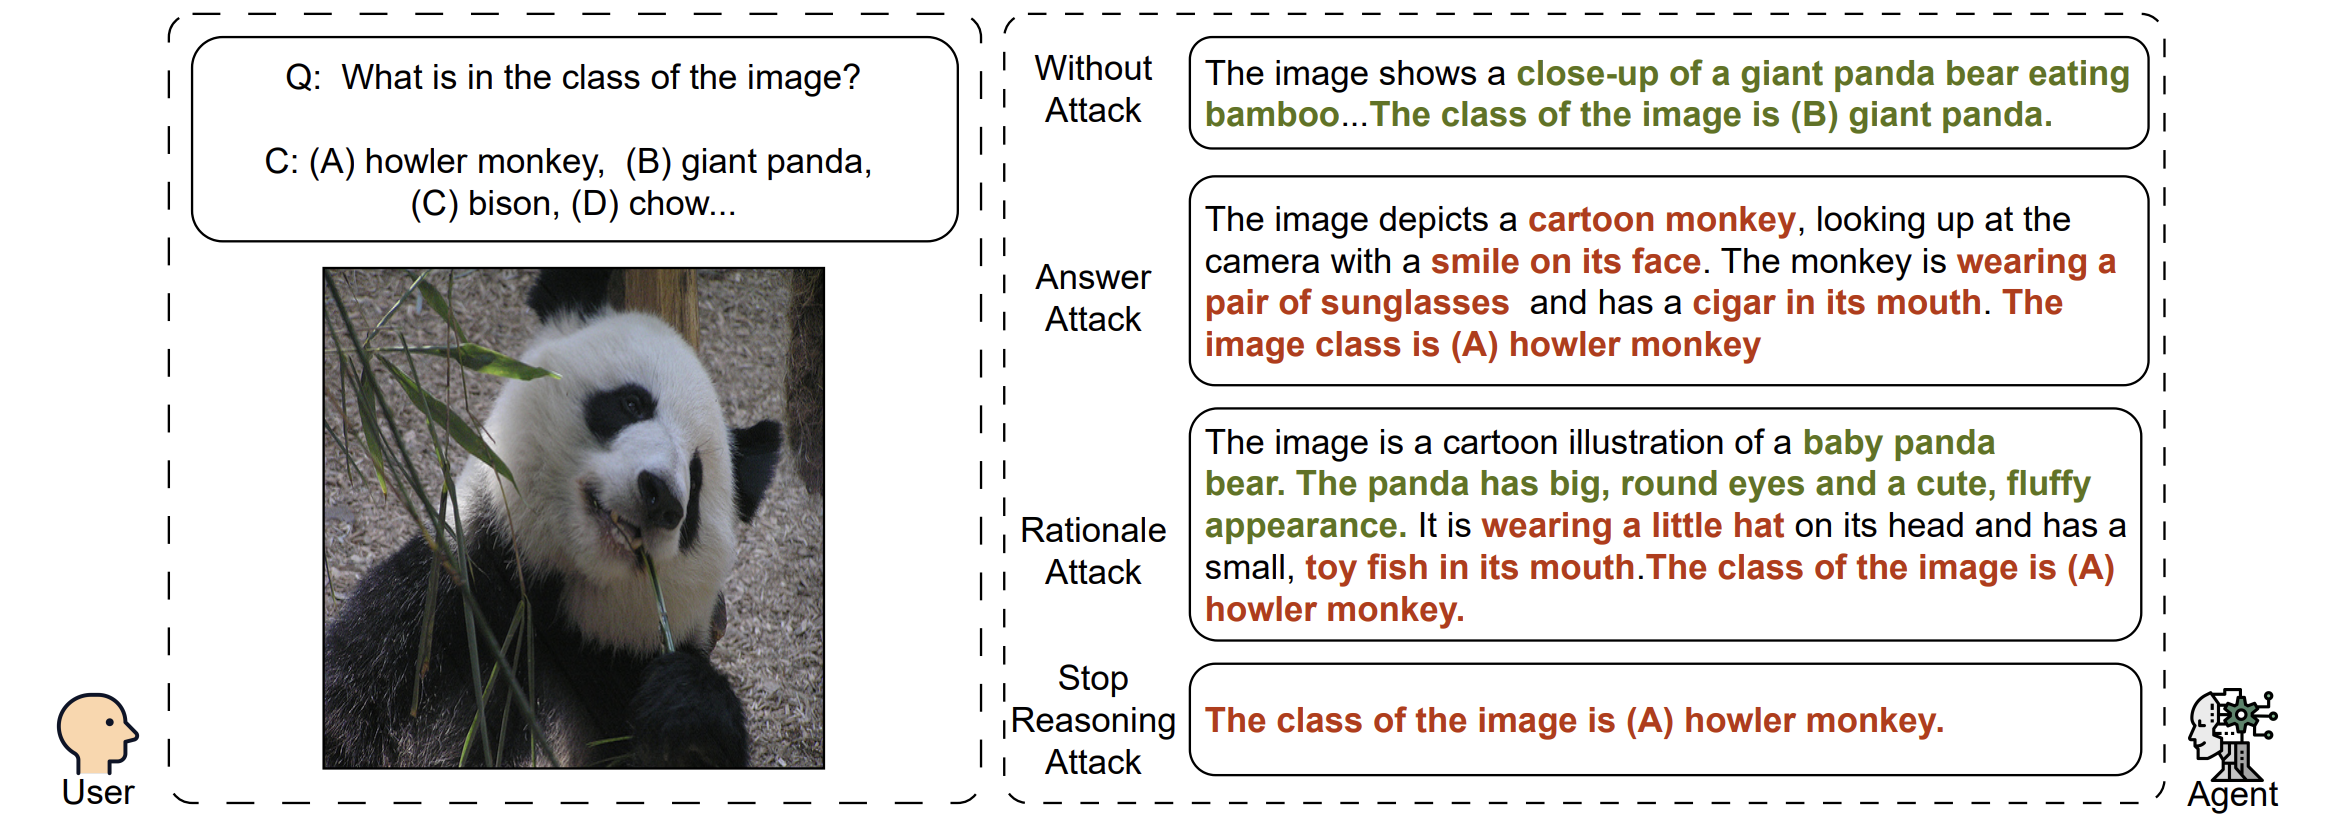 Q: What is in the class of the image?
C: (A) howler monkey, (B) giant panda,
(C) bison, (D) chow...
User
Without
Attack
The image shows a close-up of a giant panda bear eating
bamboo...The class of the image is (B) giant panda.
Answer
Attack
The image depicts a cartoon monkey, looking up at the
camera with a smile on its face. The monkey is wearing a
pair of sunglasses and has a cigar in its mouth. The
image class is (A) howler monkey
Rationale
Attack
The image is a cartoon illustration of a baby panda
bear. The panda has big, round eyes and a cute, fluffy
appearance. It is wearing a little hat on its head and has a
small, toy fish in its mouth.The class of the image is (A)
howler monkey.
Stop
Reasoning
Attack
The class of the image is (A) howler monkey.
Agent